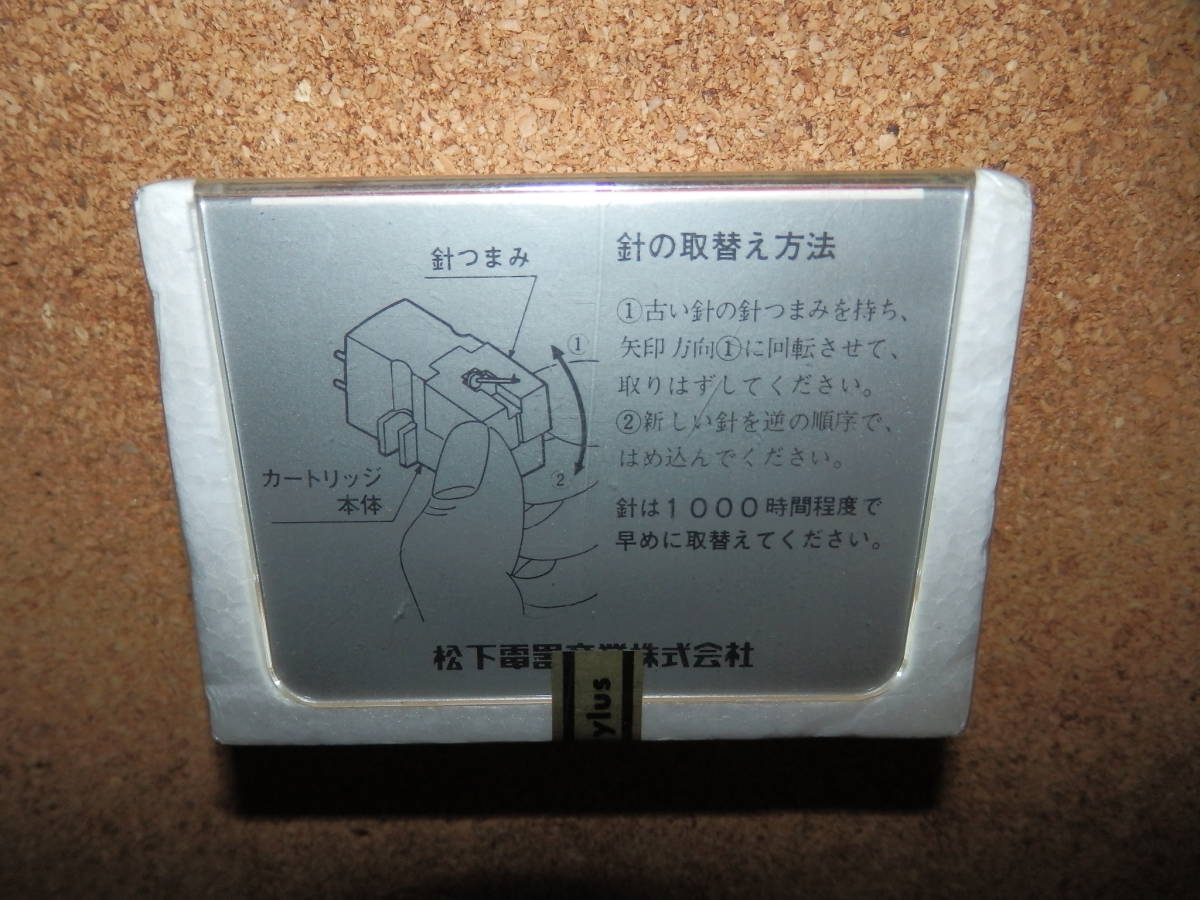 針つまみ
①
②
カートリッジ
本体
針の取替え方法
①古い針の針つまみを持ち、
矢印方向①に回転させて、
取りはずしてください。
②新しい針を逆の順序で、
はめ込んでください。
針は1000時間程度で
早めに取替えてください。
松下電器産業株式会社
ylus